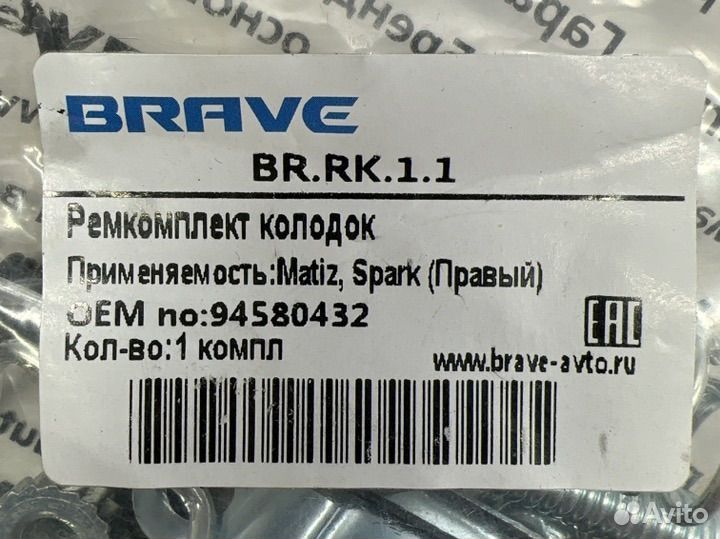 BRAVE
BR.RK.1.1
Ремкомплект колодок
Применяемость:Matiz, Spark (Правый)
OEM no:94580432
EAC
Кол-во:1 компл
www.brave-avto.ru
Avito